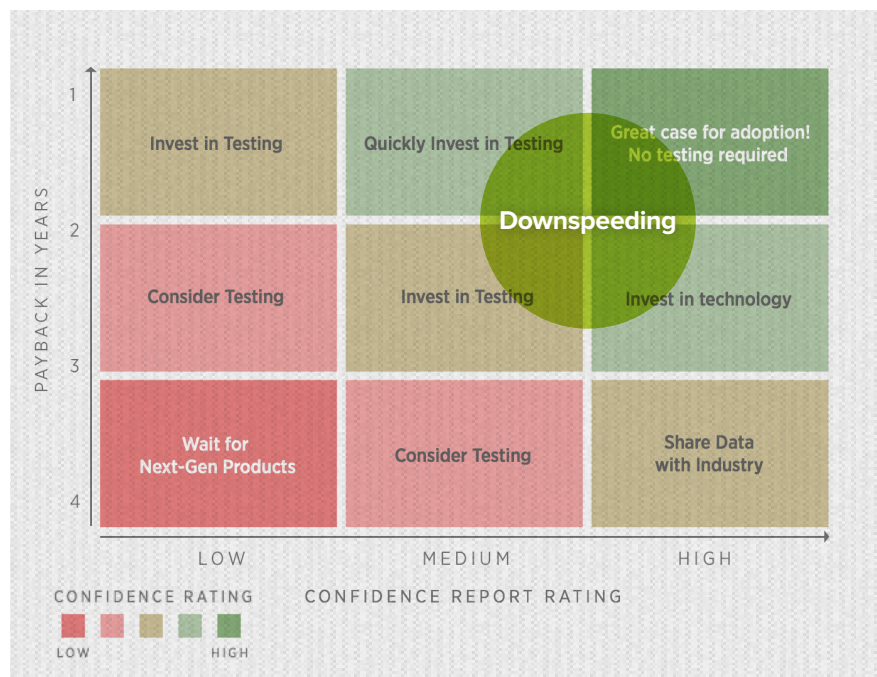 1
Invest in Testing
Quickly Invest in Testing
Great case for adoption!
No testing required
Downspeeding
PAYBACK IN YEARS
2
Consider Testing
Invest in Testing
Invest in technology
3
Wait for
Next-Gen Products
Consider Testing
Share Data
with Industry
4
LOW
MEDIUM
HIGH
CONFIDENCE REPORT RATING
CONFIDENCE RATING
LOW
HIGH